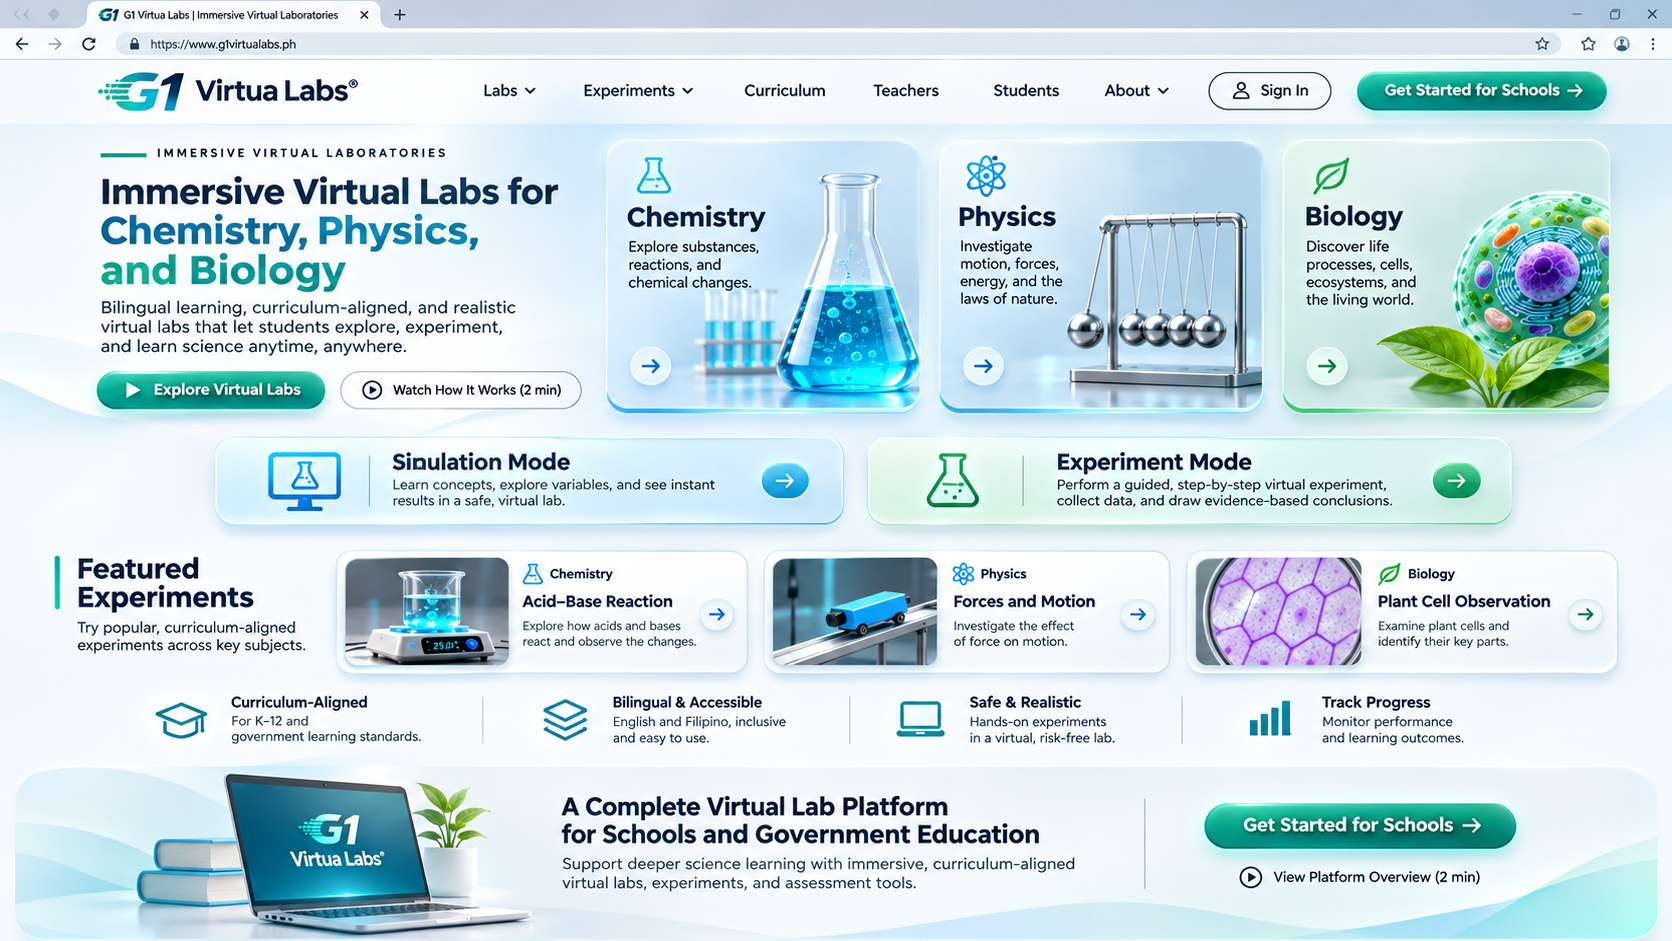 G1 Virtua Labs | Immersive Virtual Laboratories
https://www.g1virtualabs.ph
G1 Virtua Labs®
Labs
Experiments
Curriculum
Teachers
Students
About
Sign In
Get Started for Schools →
IMMERSIVE VIRTUAL LABORATORIES
Immersive Virtual Labs for
Chemistry, Physics,
and Biology
Bilingual learning, curriculum-aligned, and realistic
virtual labs that let students explore, experiment,
and learn science anytime, anywhere.
Explore Virtual Labs
Watch How It Works (2 min)
Chemistry
Explore substances,
reactions, and
chemical changes.
Physics
Investigate
motion, forces,
energy, and the
laws of nature.
Biology
Discover life
processes, cells,
ecosystems, and
the living world.
Simulation Mode
Learn concepts, explore variables, and see instant
results in a safe, virtual lab.
Experiment Mode
Perform a guided, step-by-step virtual experiment,
collect data, and draw evidence-based conclusions.
Featured
Experiments
Try popular, curriculum-aligned
experiments across key subjects.
Chemistry
Acid–Base Reaction
Explore how acids and bases
react and observe the changes.
Physics
Forces and Motion
Investigate the effect
of force on motion.
Biology
Plant Cell Observation
Examine plant cells and
identify their key parts.
Curriculum-Aligned
For K–12 and
government learning standards.
Bilingual & Accessible
English and Filipino, inclusive
and easy to use.
Safe & Realistic
Hands-on experiments
in a virtual, risk-free lab.
Track Progress
Monitor performance
and learning outcomes.
G1
Virtua Labs®
A Complete Virtual Lab Platform
for Schools and Government Education
Support deeper science learning with immersive, curriculum-aligned
virtual labs, experiments, and assessment tools.
Get Started for Schools →
View Platform Overview (2 min)